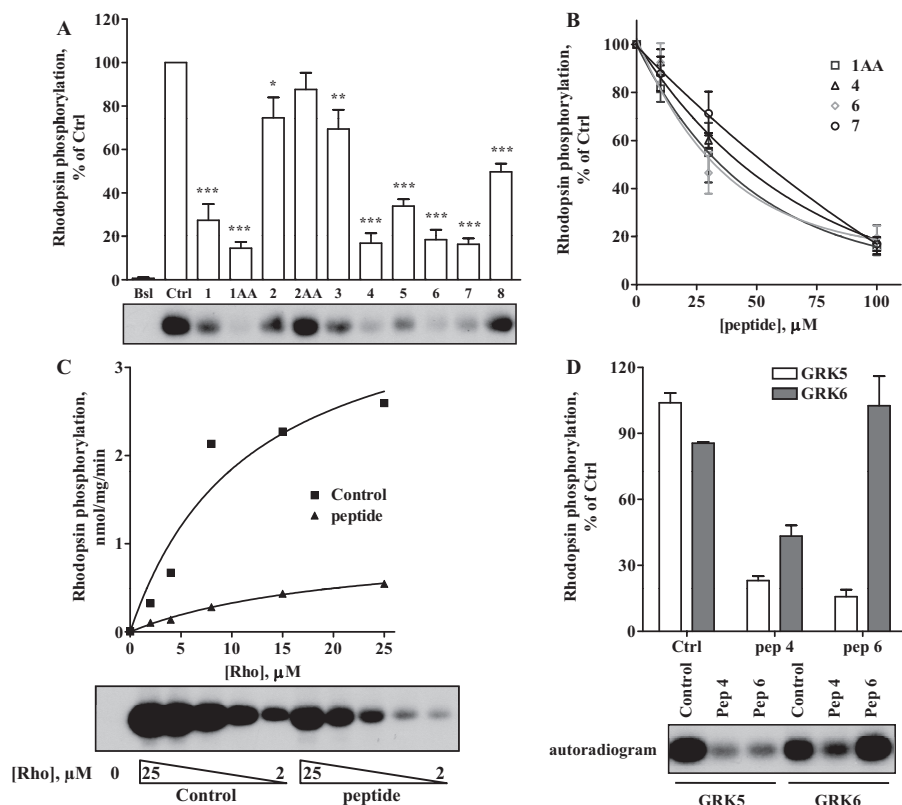 A
Rhodopsin phosphorylation,
% of Ctrl
120
100
80
60
40
20
0
***
***
*
**
***
***
***
***
***
Bsl Ctrl 1 1AA 2 2AA 3 4 5 6 7 8
B
Rhodopsin phosphorylation,
% of Ctrl
100
80
60
40
20
0
1AA
4
6
7
0 25 50 75 100
[peptide], μM
C
Rhodopsin phosphorylation,
nmol/mg/min
3
2
1
0
Control
peptide
0 5 10 15 20 25
[Rho], μM
[Rho], μM 0 25 2 25 2
Control peptide
D
Rhodopsin phosphorylation,
% of Ctrl
120
90
60
30
0
GRK5
GRK6
Ctrl pep 4 pep 6
Control Pep 4 Pep 6 Control Pep 4 Pep 6
autoradiogram
GRK5 GRK6